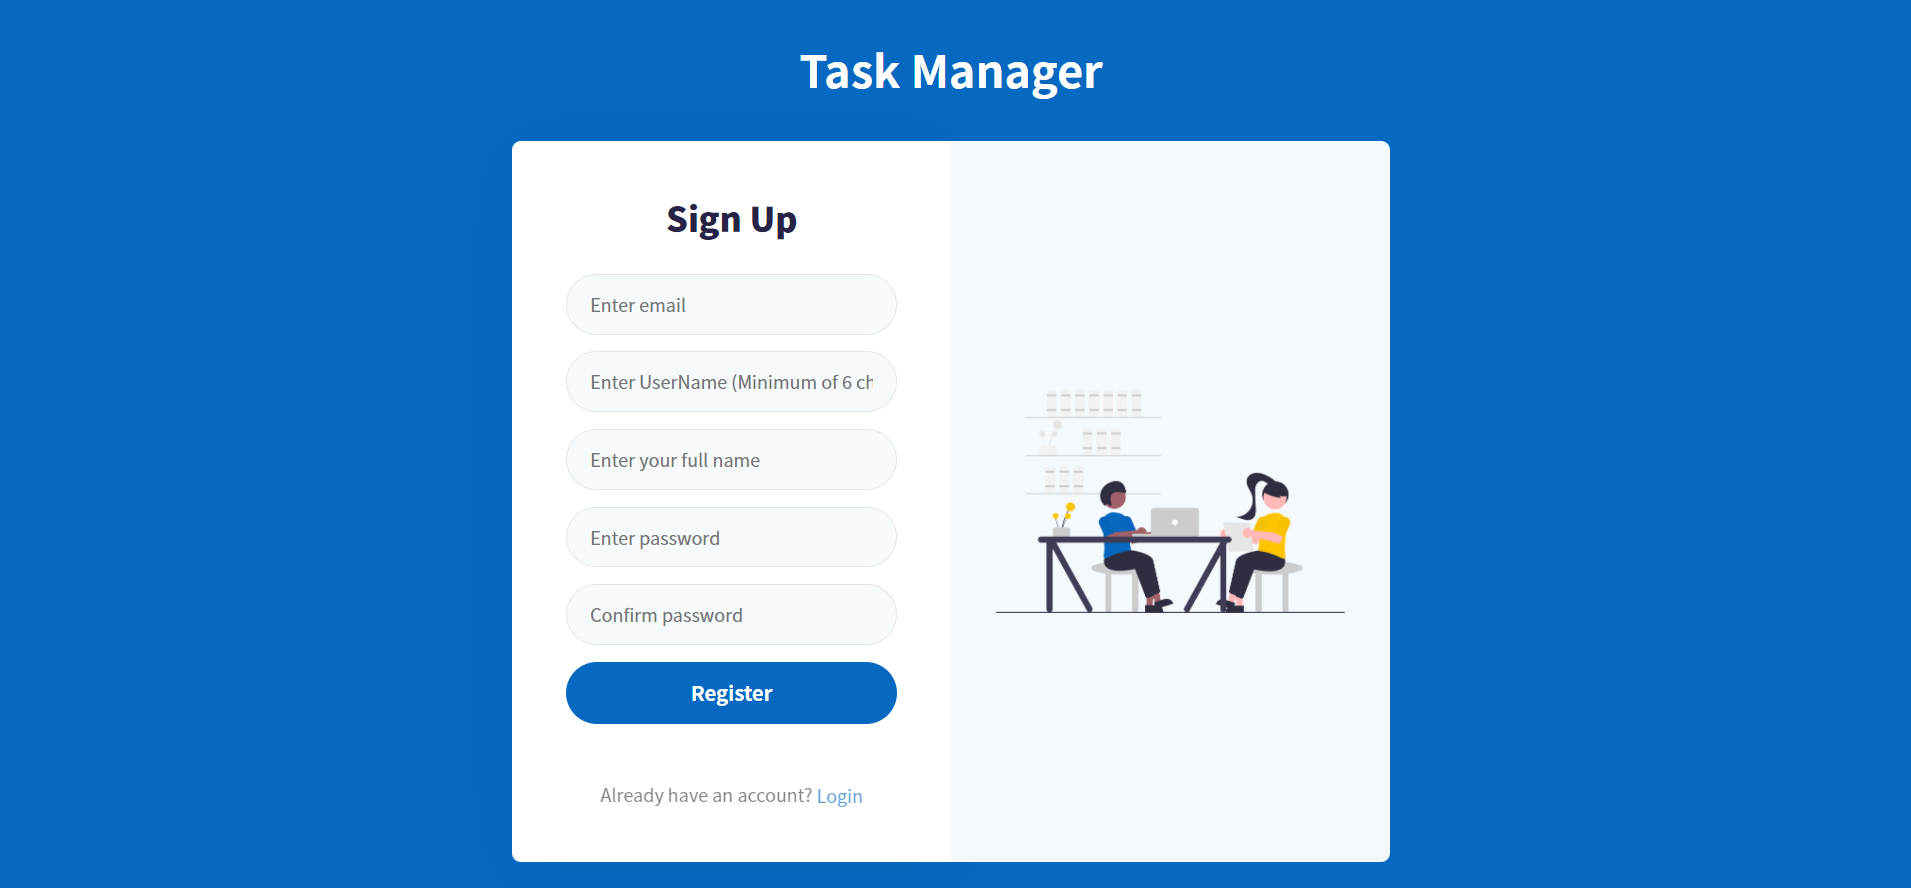 Task Manager
Sign Up
Enter email
Enter UserName (Minimum of 6 ch
Enter your full name
Enter password
Confirm password
Register
Already have an account? Login